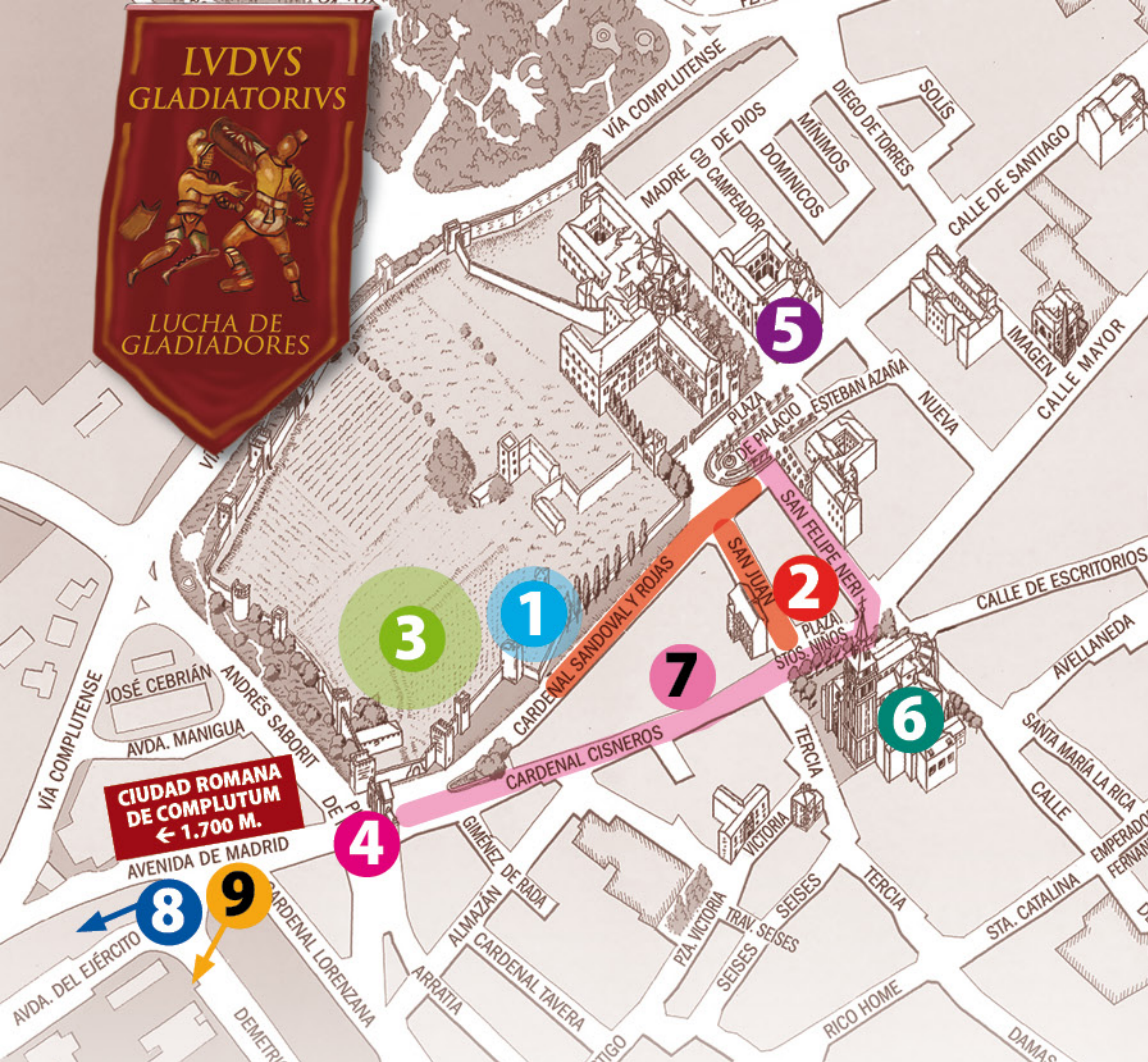 LVDVS
GLADIATORIVS
LUCHA DE
GLADIADORES
VÍA COMPLUTENSE
MADRE DE DIOS
CID CAMPEADOR
DOMINICOS
MÍNIMOS
DIEGO DE TORRES
SOLÍS
CALLE DE SANTIAGO
IMAGEN
CALLE MAYOR
5
PLAZA
DE PALACIO
ESTEBAN AZAÑA
NUEVA
SAN FELIPE NERI
SAN JUAN
2
PLAZA
STOS. NIÑOS
CALLE DE ESCRITORIOS
AVELLANEDA
SANTA MARÍA LA RICA
CALLE
3
1
CARDENAL SANDOVAL Y ROJAS
7
6
CARDENAL CISNEROS
TERCIA
VICTORIA
JOSÉ CEBRIÁN
AVDA. MANIGUA
ANDRÉS SABORIT
VÍA COMPLUTENSE
CIUDAD ROMANA
DE COMPLUTUM
← 1.700 M.
AVENIDA DE MADRID
4
GIMÉNEZ DE RADA
8
9
CARDENAL LORENZANA
ALMAZÁN
CARDENAL TAVERA
ARRATIA
PZA. VICTORIA
TRAV. SEISES
SEISES
SEISES
TERCIA
STA. CATALINA
RICO HOME
AVDA. DEL EJÉRCITO